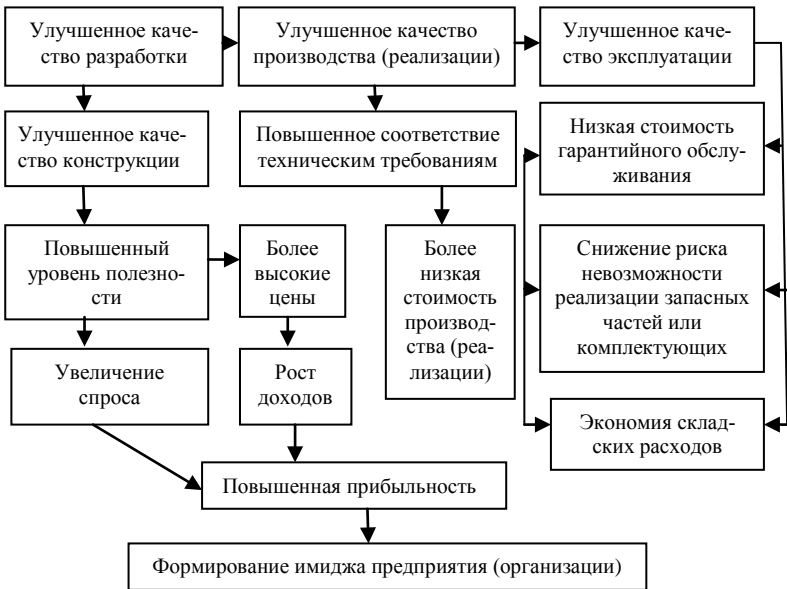 Улучшенное каче-
ство разработки
Улучшенное качество
производства (реализации)
Улучшенное каче-
ство эксплуатации
Улучшенное каче-
ство конструкции
Повышенное соответствие
техническим требованиям
Низкая стоимость
гарантийного обслу-
живания
Повышенный
уровень полезно-
сти
Более
высокие
цены
Более
низкая
стоимость
производ-
ства (реа-
лизации)
Снижение риска
невозможности
реализации запасных
частей или
комплектующих
Увеличение
спроса
Рост
доходов
Экономия склад-
ских расходов
Повышенная прибыльность
Формирование имиджа предприятия (организации)